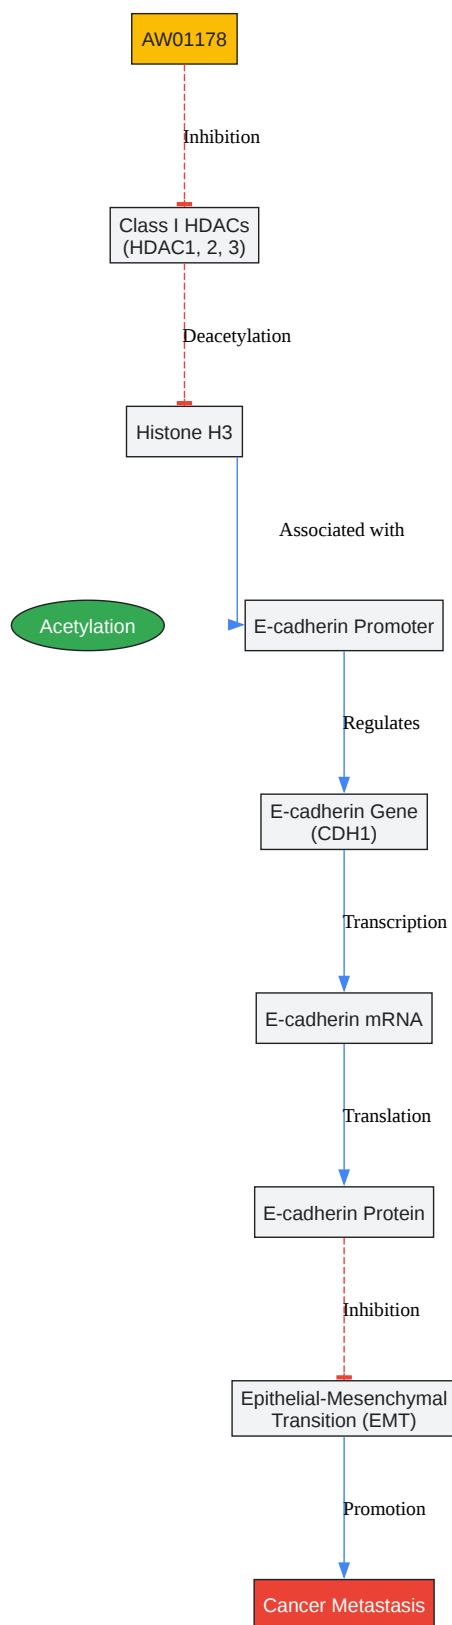 AW01178
Inhibition
Class I HDACs
(HDAC1, 2, 3)
Deacetylation
Histone H3
Associated with
Acetylation
E-cadherin Promoter
Regulates
E-cadherin Gene
(CDH1)
Transcription
E-cadherin mRNA
Translation
E-cadherin Protein
Inhibition
Epithelial-Mesenchymal
Transition (EMT)
Promotion
Cancer Metastasis